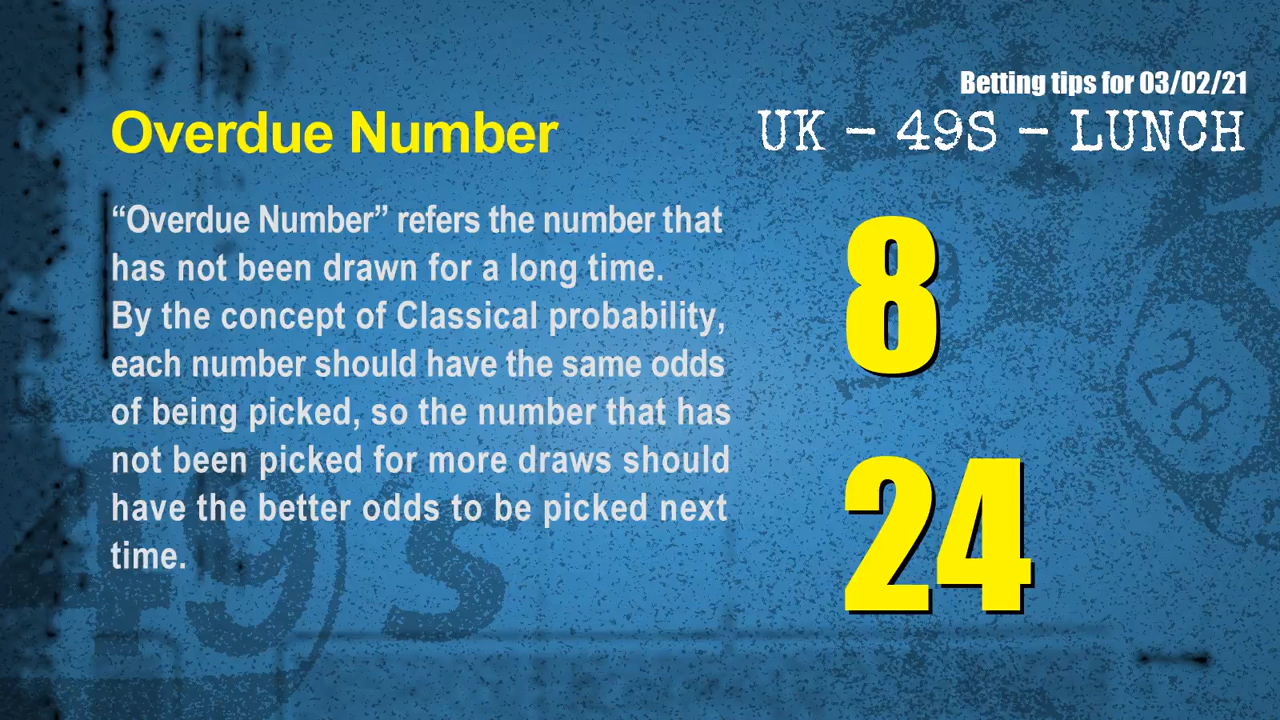 Betting tips for 03/02/21
UK - 49S - LUNCH
Overdue Number
“Overdue Number” refers the number that
has not been drawn for a long time.
By the concept of Classical probability,
each number should have the same odds
of being picked, so the number that has
not been picked for more draws should
have the better odds to be picked next
time.
8
24
28
49's